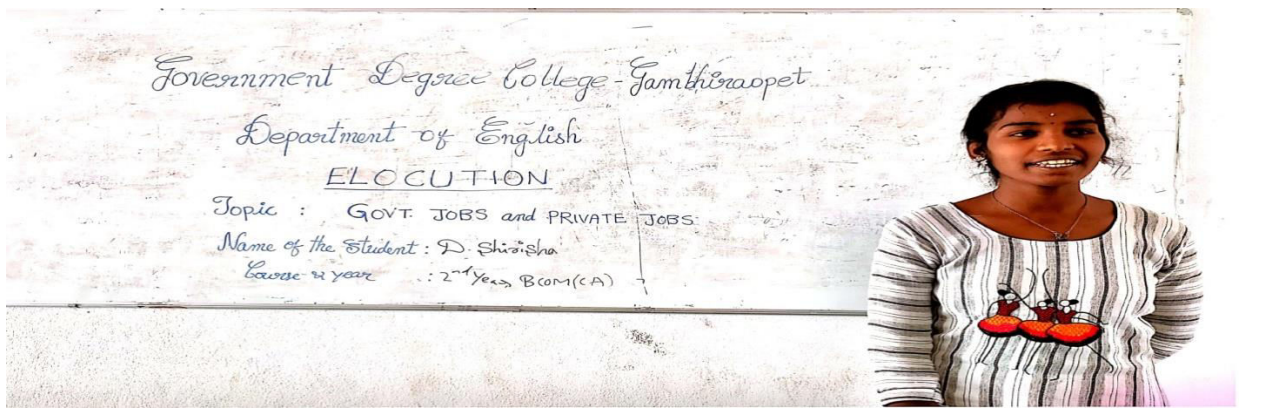 Government Degree College-Gambhiraopet
Department of English
ELOCUTION
Topic : GOVT. JOBS and PRIVATE JOBS.
Name of the Student : D. Shirisha
Course & year : 2nd Year, BCOM(CA)